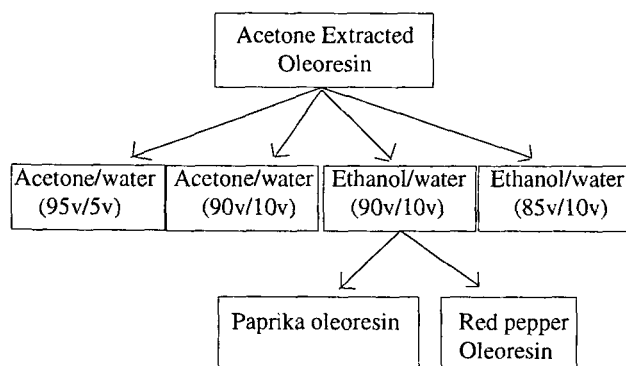 Acetone Extracted
Oleoresin
Acetone/water
(95v/5v)
Acetone/water
(90v/10v)
Ethanol/water
(90v/10v)
Ethanol/water
(85v/10v)
Paprika oleoresin
Red pepper
Oleoresin